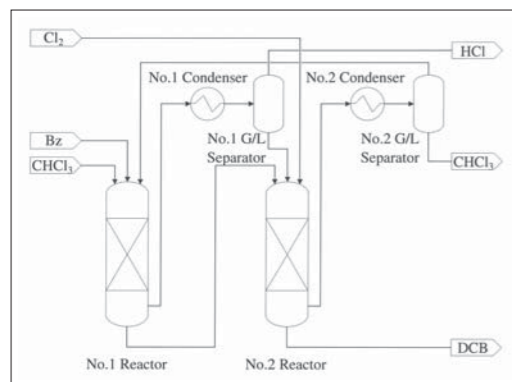 Cl₂
HCl
No.1 Condenser
No.2 Condenser
Bz
No.1 G/L
Separator
No.2 G/L
Separator
CHCl₃
CHCl₃
DCB
No.1 Reactor
No.2 Reactor